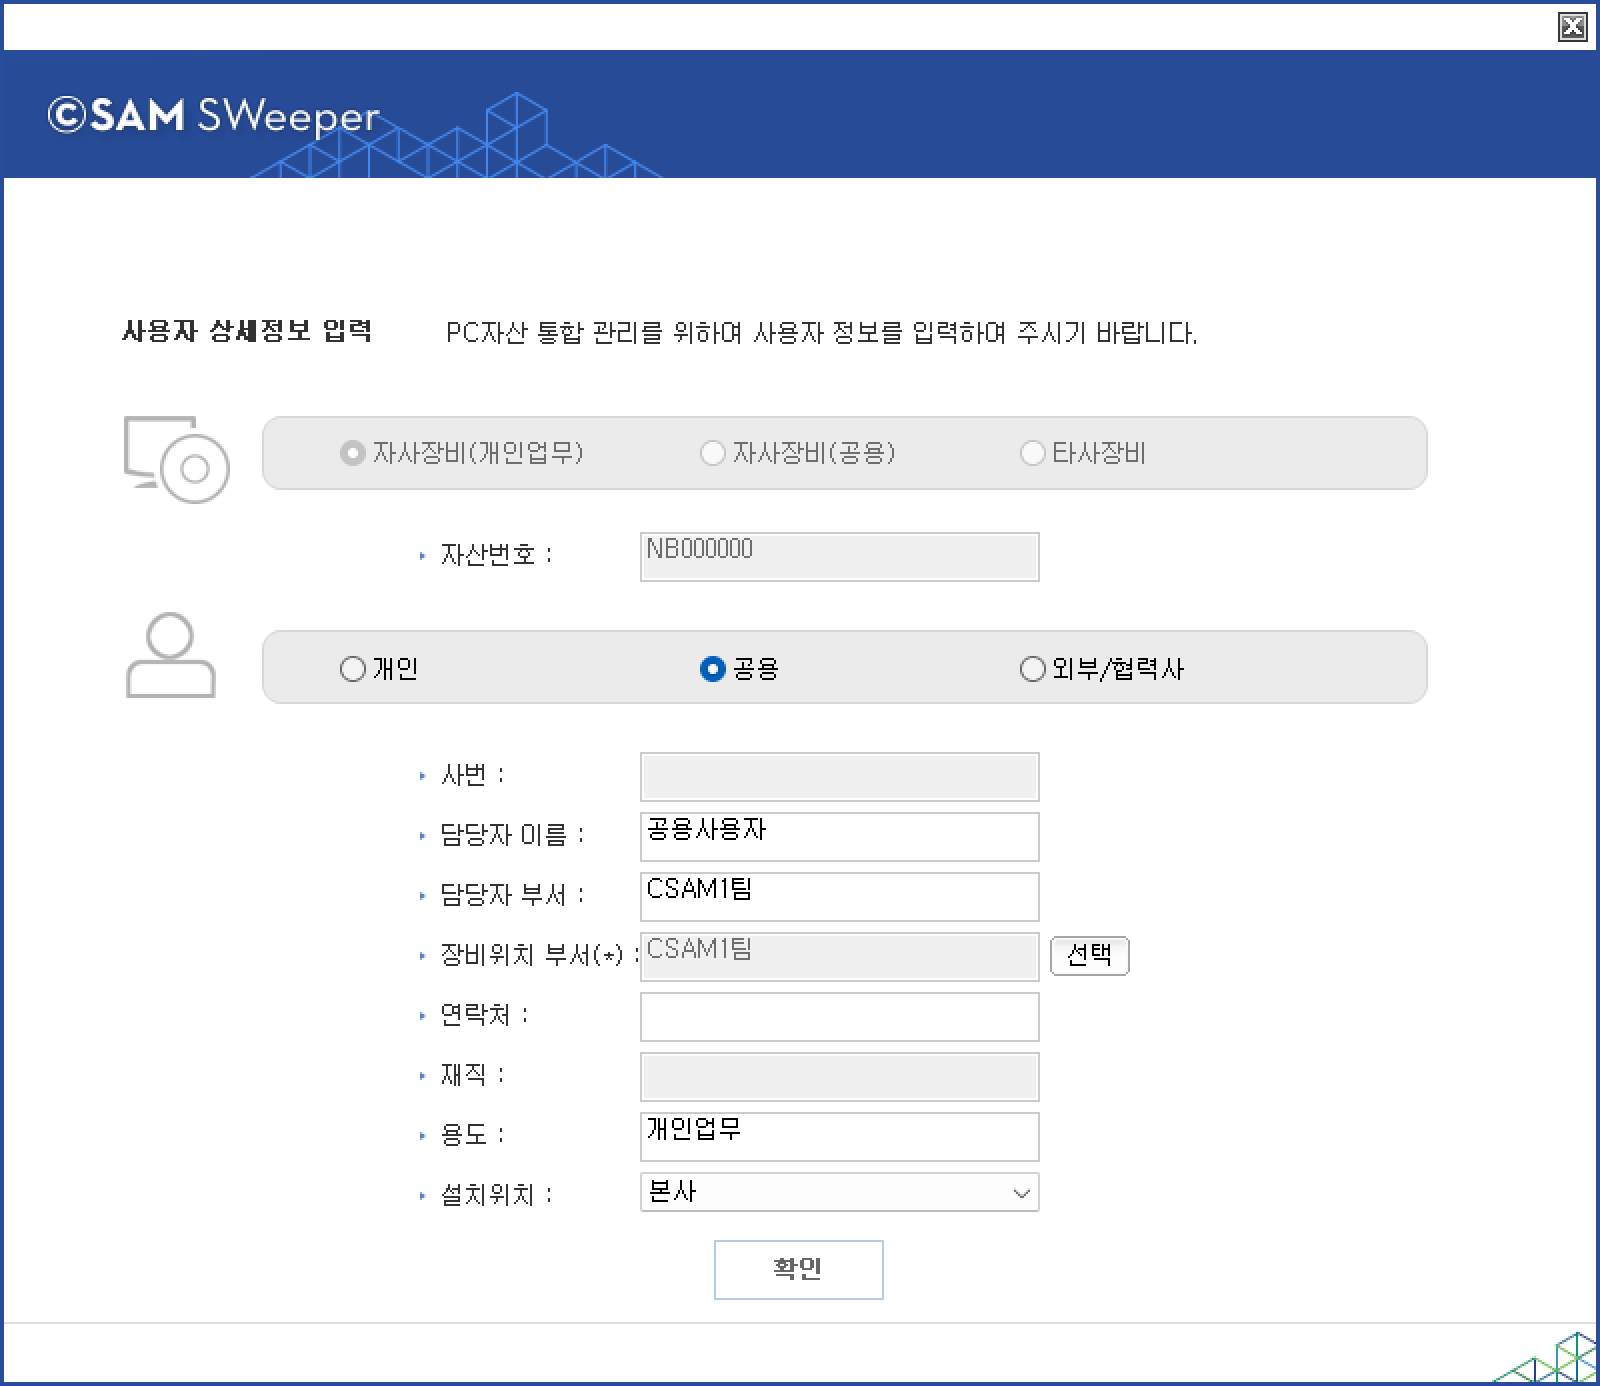 ©SAM SWeeper
사용자 상세정보 입력 PC자산 통합 관리를 위하여 사용자 정보를 입력하여 주시기 바랍니다.
자사장비(개인업무) 자사장비(공용) 타사장비
자산번호 : NB000000
개인 공용 외부/협력사
사번 :
담당자 이름 : 공용사용자
담당자 부서 : CSAM1팀
장비위치 부서(*) : CSAM1팀 선택
연락처 :
재직 :
용도 : 개인업무
설치위치 : 본사
확인